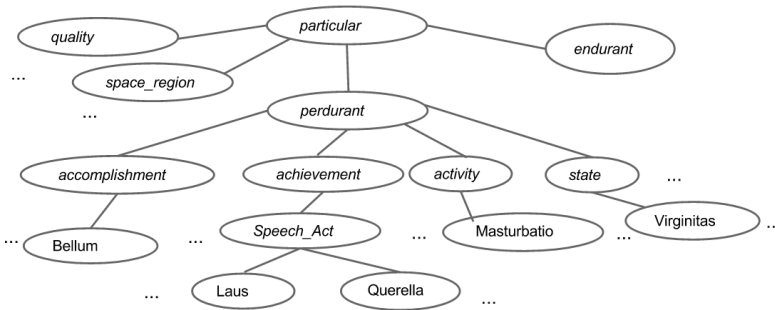 particular
quality
endurant
...
space_region
...
perdurant
accomplishment
achievement
activity
state
...
...
Bellum
...
Speech_Act
...
Masturbatio
...
Virginitas
..
...
Laus
Querella
...